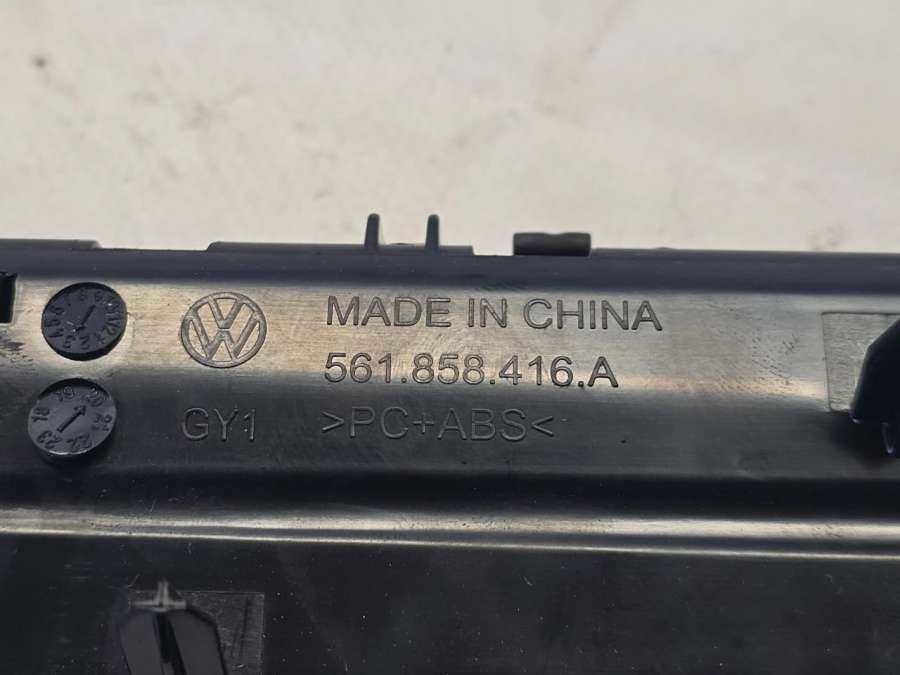 MADE IN CHINA
561.858.416.A
GY1 >PC+ABS<